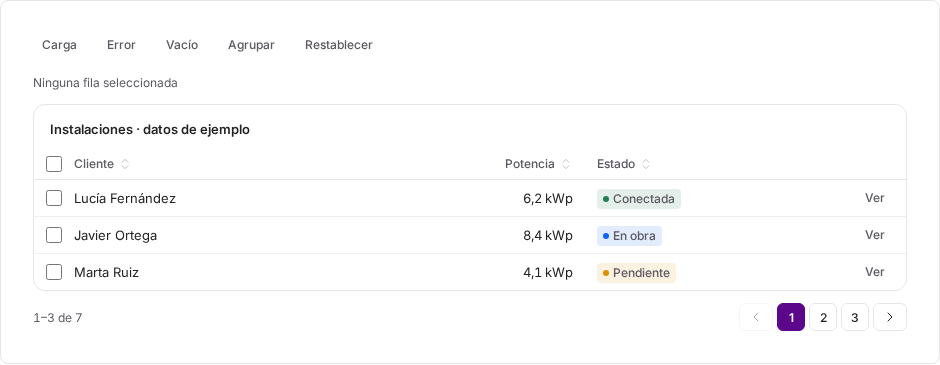 Carga Error Vacío Agrupar Restablecer
Ninguna fila seleccionada
Instalaciones · datos de ejemplo
Cliente Potencia Estado
Lucía Fernández 6,2 kWp Conectada Ver
Javier Ortega 8,4 kWp En obra Ver
Marta Ruiz 4,1 kWp Pendiente Ver
1–3 de 7 1 2 3